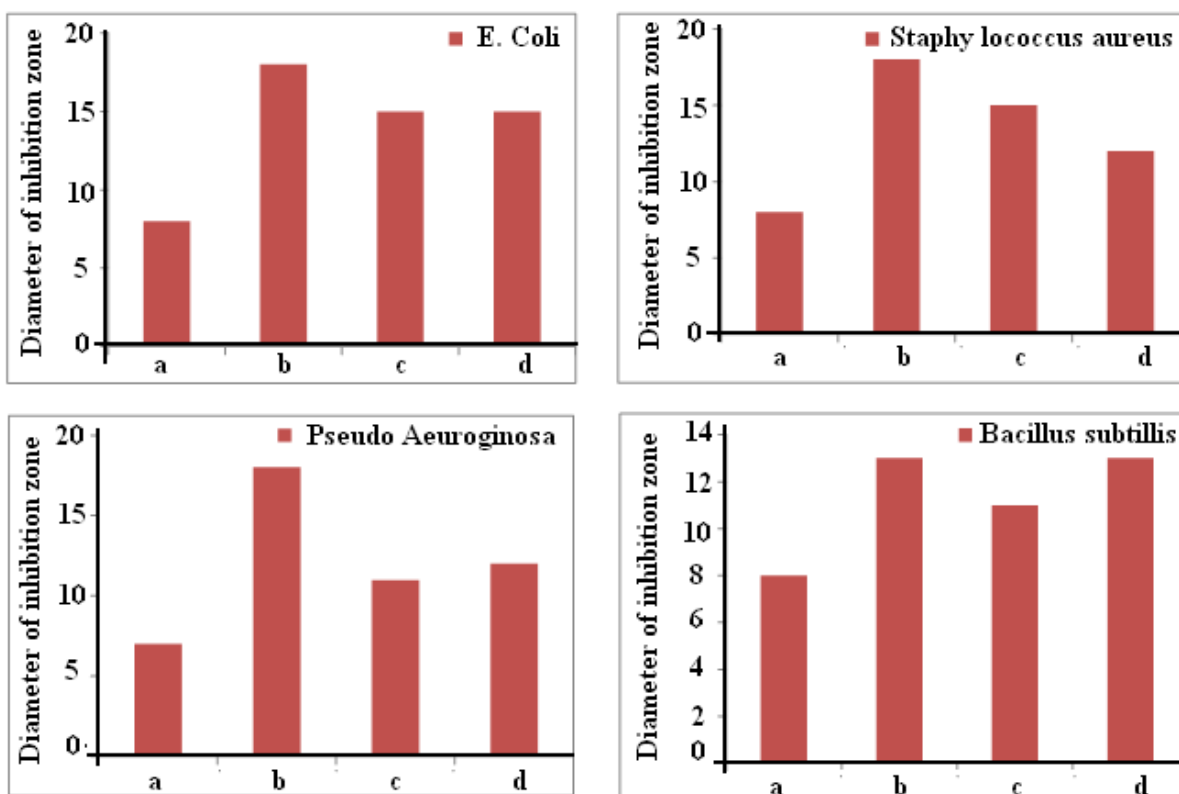 Diameter of inhibition zone
E. Coli
20
15
10
5
0
a b c d
Diameter of inhibition zone
Staphy lococcus aureus
20
15
10
5
0
a b c d
Diameter of inhibition zone
Pseudo Aeuroginosa
20
15
10
5
0.
a b c d
Diameter of inhibition zone
Bacillus subtillis
14
12
10
8
6
4
2
0
a b c d